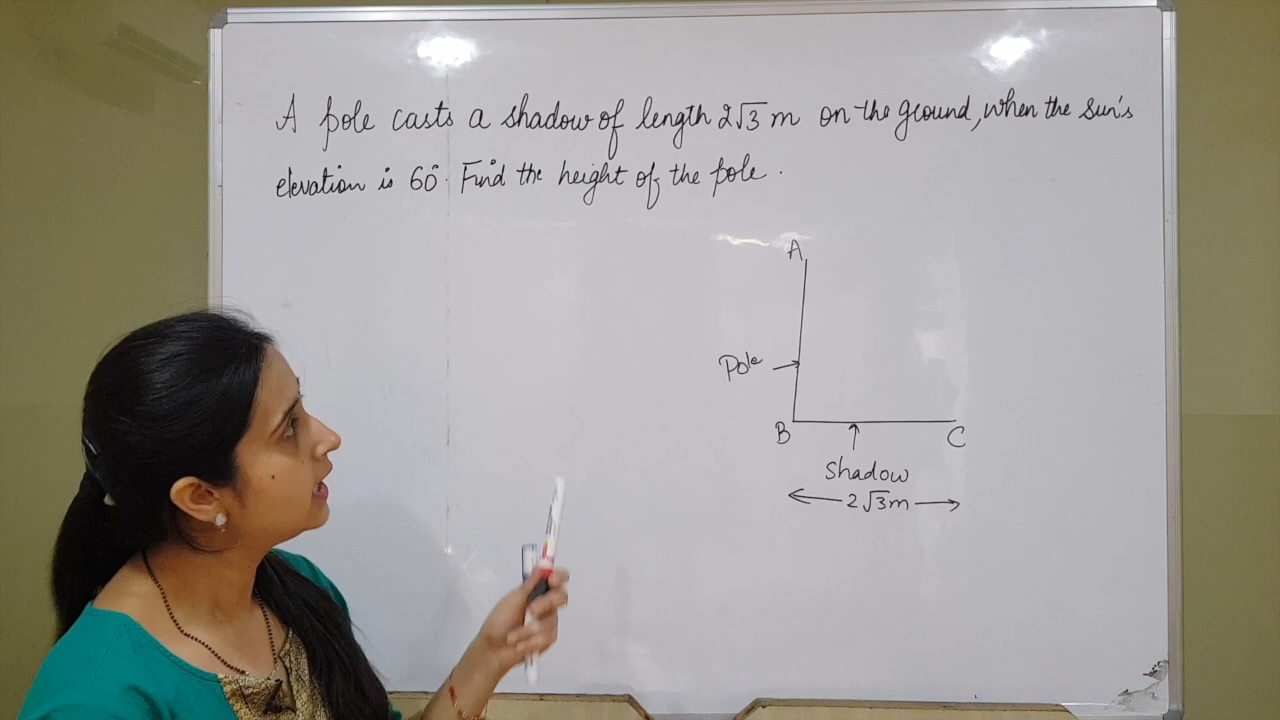 A pole casts a shadow of length 2√3 m on the ground, when the sun's
elevation is 60°. Find the height of the pole.
A
Pole
B
C
Shadow
2√3m